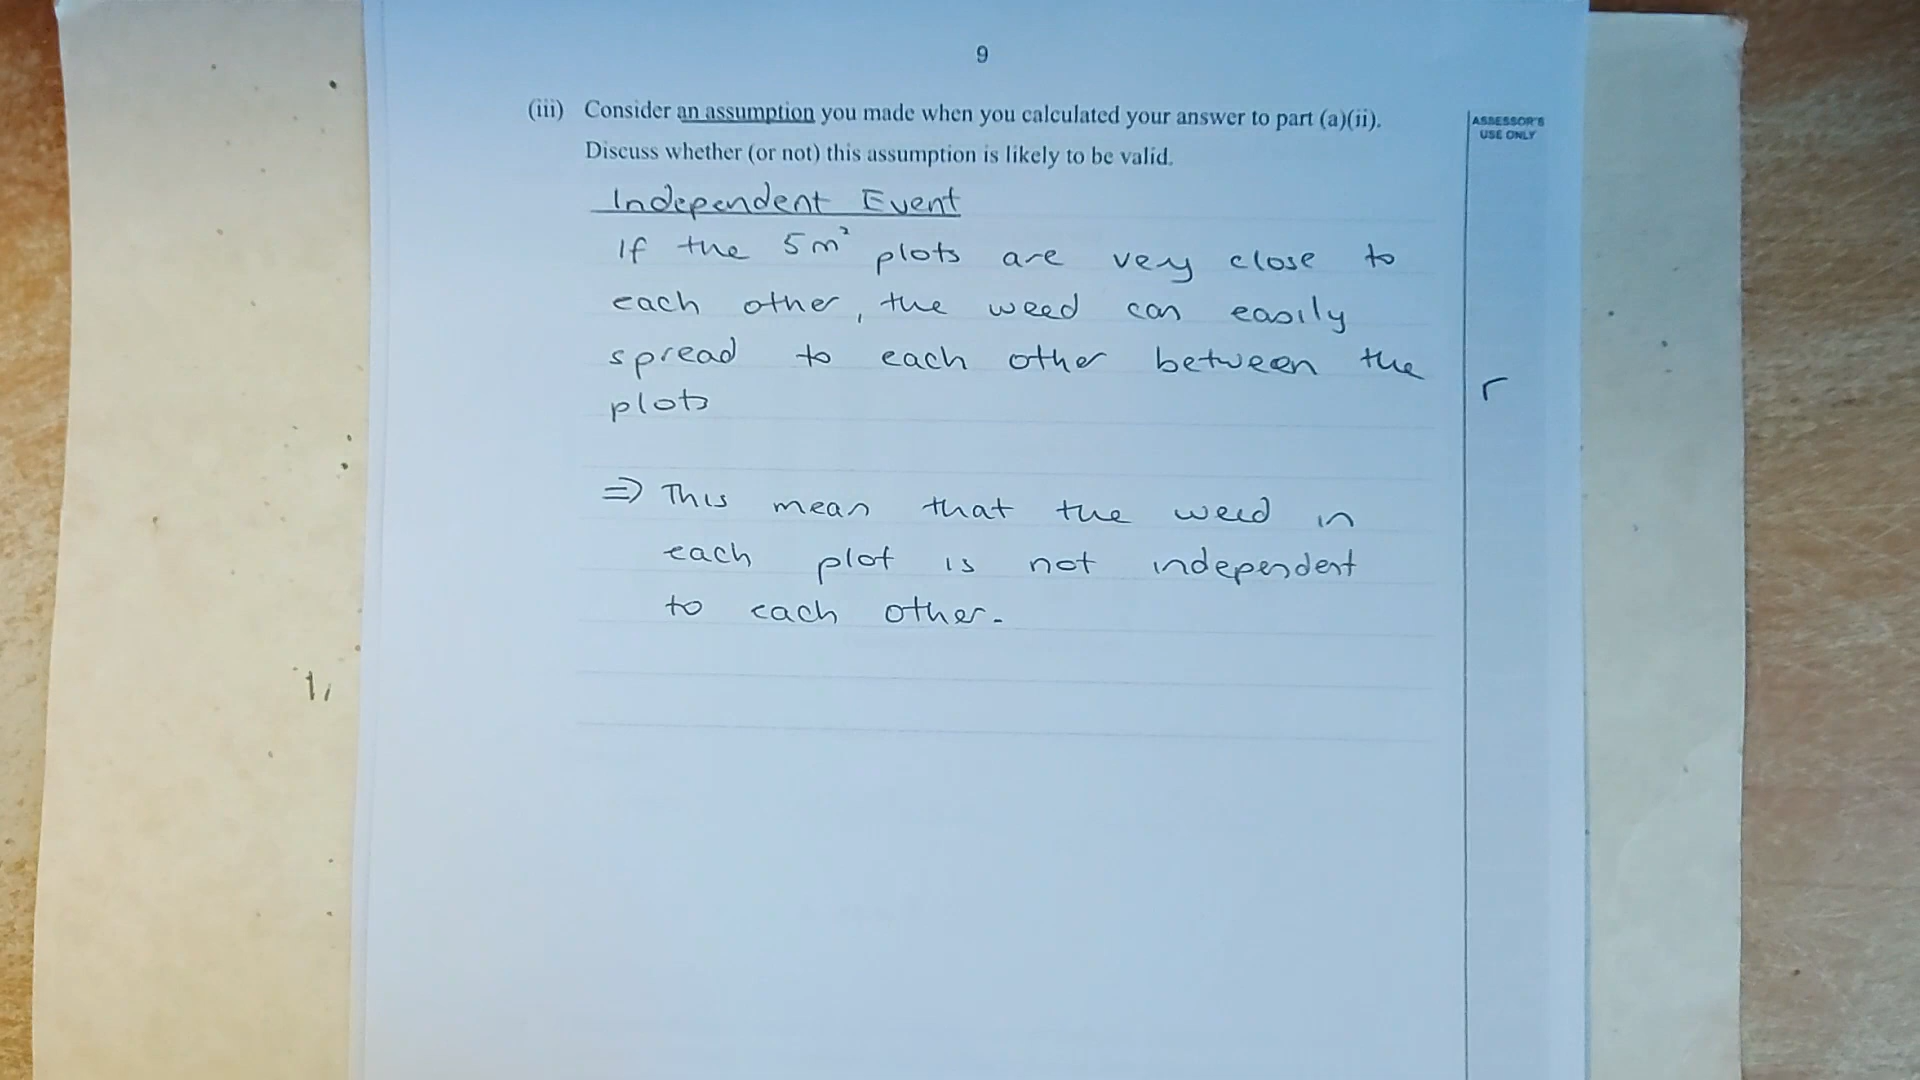 9
(iii) Consider an assumption you made when you calculated your answer to part (a)(ii).
ASSESSOR'S
USE ONLY
Discuss whether (or not) this assumption is likely to be valid.
Independent Event
If the 5m² plots are very close to
each other, the weed can easily
spread to each other between the
plots
r
⇒ This mean that the weed in
each plot is not independent
to each other.